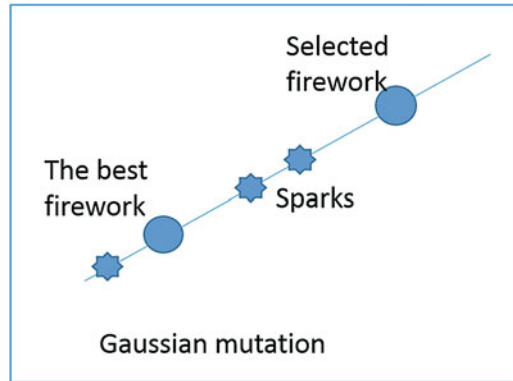 Selected
firework
The best
firework
Sparks
Gaussian mutation